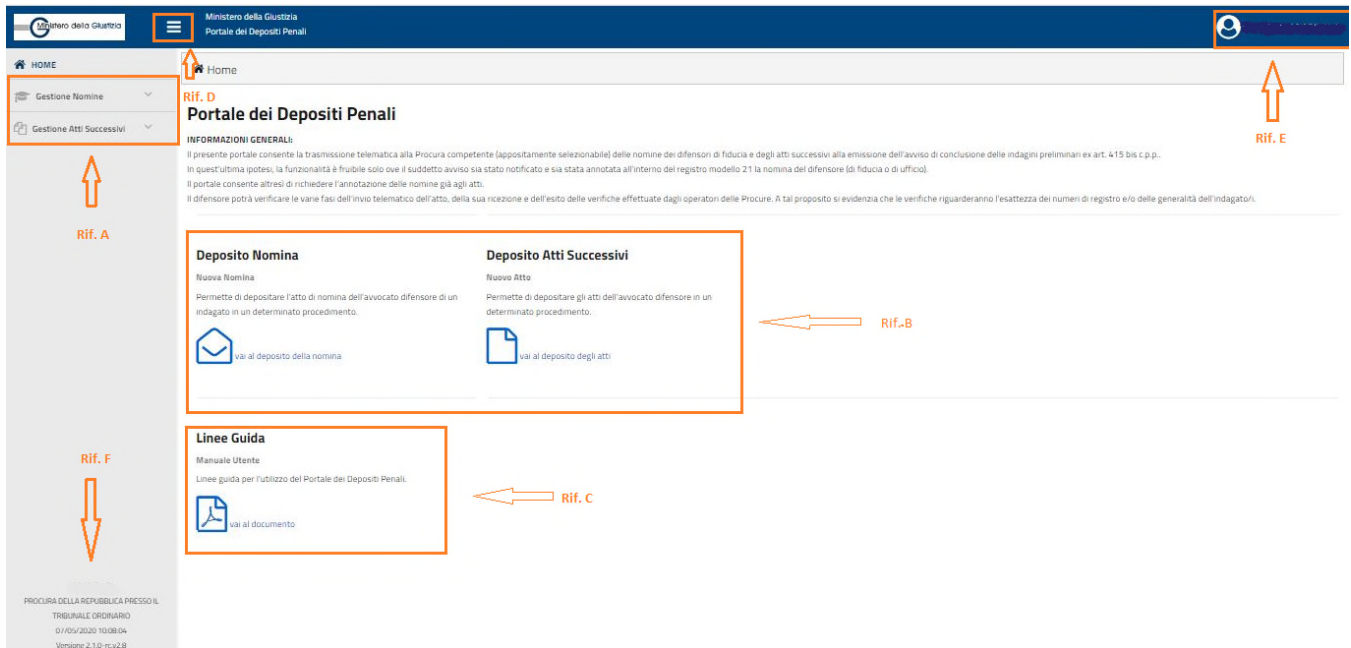 Ministero della Giustizia
Ministero della Giustizia
Portale dei Depositi Penali
HOME
Home
Gestione Nomine
Gestione Atti Successivi
Rif. D
Rif. E
Rif. A
Portale dei Depositi Penali
INFORMAZIONI GENERALI:
Il presente portale consente la trasmissione telematica alla Procura competente (appositamente selezionabile) delle nomine dei difensori di fiducia e degli atti successivi alla emissione dell'avviso di conclusione delle indagini preliminari ex art. 415 bis c.p.p..
In quest'ultima ipotesi, la funzionalità è fruibile solo ove il suddetto avviso sia stato notificato e sia stata annotata all'interno del registro modello 21 la nomina del difensore (di fiducia o di ufficio).
Il portale consente altresì di richiedere l'annotazione delle nomine già agli atti.
Il difensore potrà verificare le varie fasi dell'invio telematico dell'atto, della sua ricezione e dell'esito delle verifiche effettuate dagli operatori delle Procure. A tal proposito si evidenzia che le verifiche riguarderanno l'esattezza dei numeri di registro e/o delle generalità dell'indagato/i.
Deposito Nomina
Nuova Nomina
Permette di depositare l'atto di nomina dell'avvocato difensore di un
indagato in un determinato procedimento.
vai al deposito della nomina
Deposito Atti Successivi
Nuovo Atto
Permette di depositare gli atti dell'avvocato difensore in un
determinato procedimento.
vai al deposito degli atti
Rif. B
Linee Guida
Manuale Utente
Linee guida per l'utilizzo del Portale dei Depositi Penali.
vai al documento
Rif. C
Rif. F
PROCURA DELLA REPUBBLICA PRESSO IL
TRIBUNALE ORDINARIO
07/05/2020 10:08:04
Versione 2.1.0-rc.v2.8